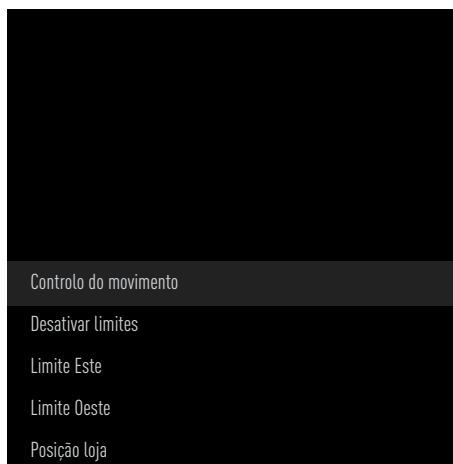 Controlo do movimento
Desativar limites
Limite Este
Limite Oeste
Posição loja